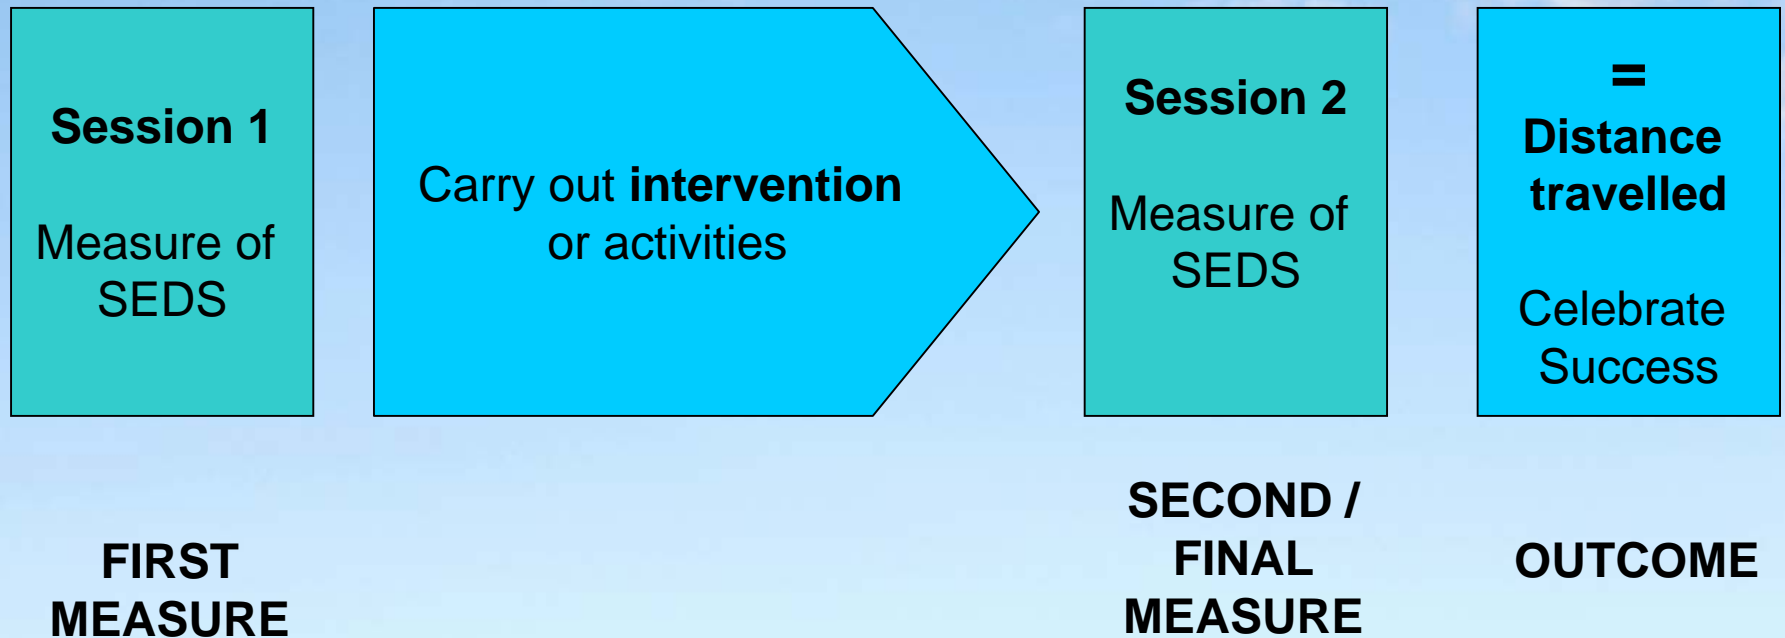 Session 1
Measure of
SEDS
Carry out intervention
or activities
Session 2
Measure of
SEDS
=
Distance
travelled
Celebrate
Success
FIRST
MEASURE
SECOND /
FINAL
MEASURE
OUTCOME